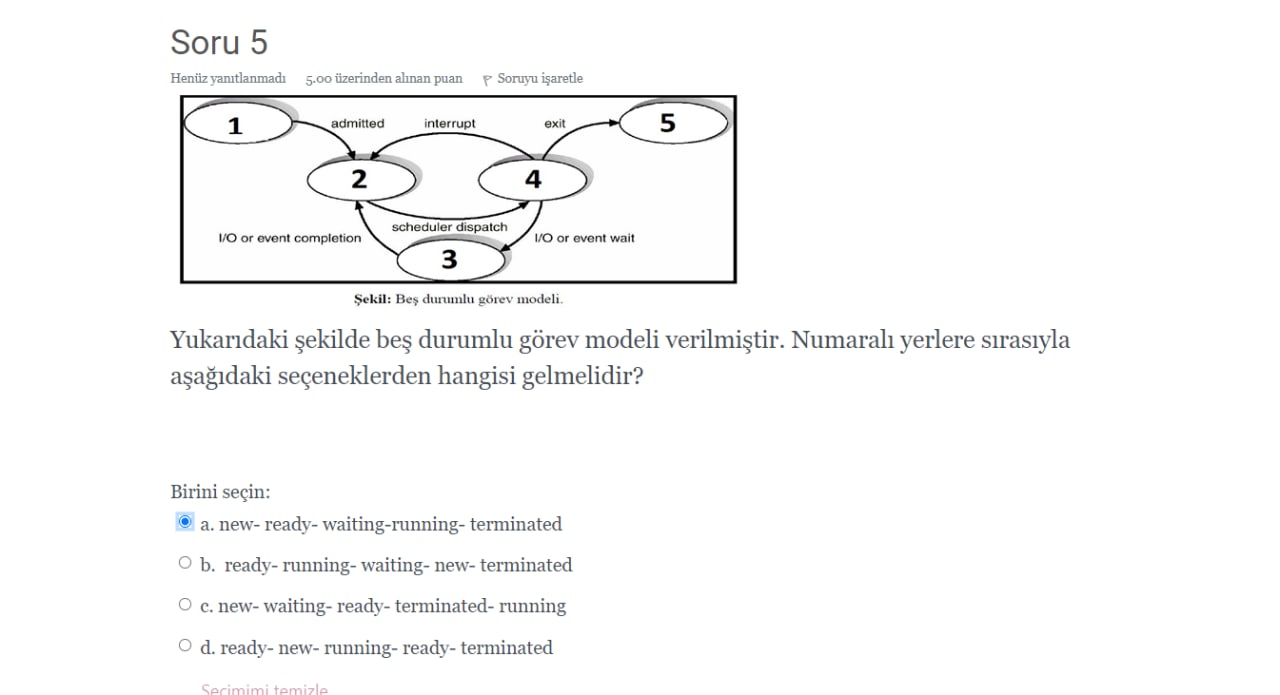 Soru 5
Henüz yanıtlanmadı 5.00 üzerinden alınan puan Soruyu işaretle
1 admitted interrupt exit 5
2 4
I/O or event completion scheduler dispatch I/O or event wait
3
Şekil: Beş durumlu görev modeli.
Yukarıdaki şekilde beş durumlu görev modeli verilmiştir. Numaralı yerlere sırasıyla
aşağıdaki seçeneklerden hangisi gelmelidir?
Birini seçin:
a. new- ready- waiting-running- terminated
b. ready- running- waiting- new- terminated
c. new- waiting- ready- terminated- running
d. ready- new- running- ready- terminated
Seçimimi temizle